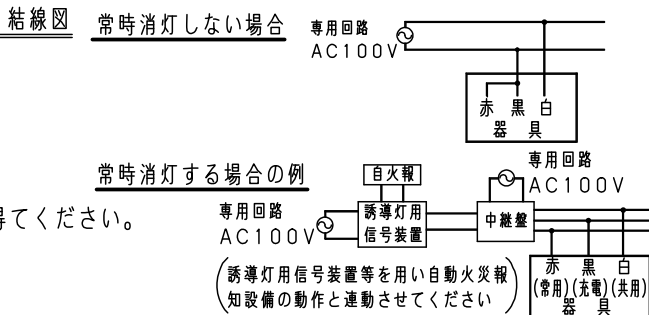 結線図
常時消灯しない場合
専用回路
AC100V
赤 黒 白
器 具
常時消灯する場合の例
得てください。
自火報
専用回路
AC100V
誘導灯用
信号装置
中継盤
専用回路
AC100V
(誘導灯用信号装置等を用い自動火災報
知設備の動作と連動させてください)
赤 黒 白
(常用)(充電)(共用)
器 具